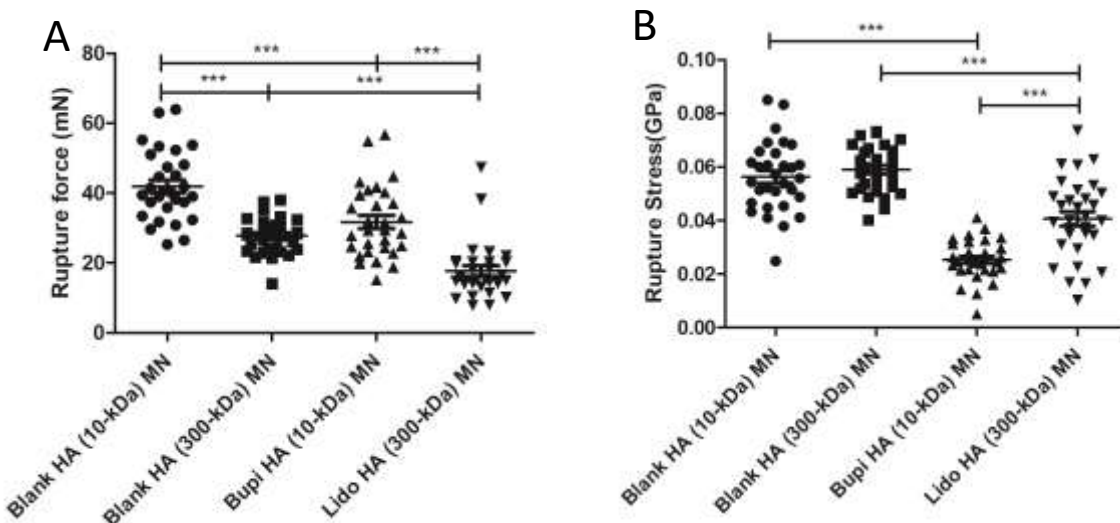 A
Rupture force (mN)
80
60
40
20
0
***
***
***
***
Blank HA (10-kDa) MN
Blank HA (300-kDa) MN
Bupi HA (10-kDa) MN
Lido HA (300-kDa) MN
B
Rupture Stress(GPa)
0.10
0.08
0.06
0.04
0.02
0.00
***
***
***
Blank HA (10-kDa) MN
Blank HA (300-kDa) MN
Bupi HA (10-kDa) MN
Lido HA (300-kDa) MN